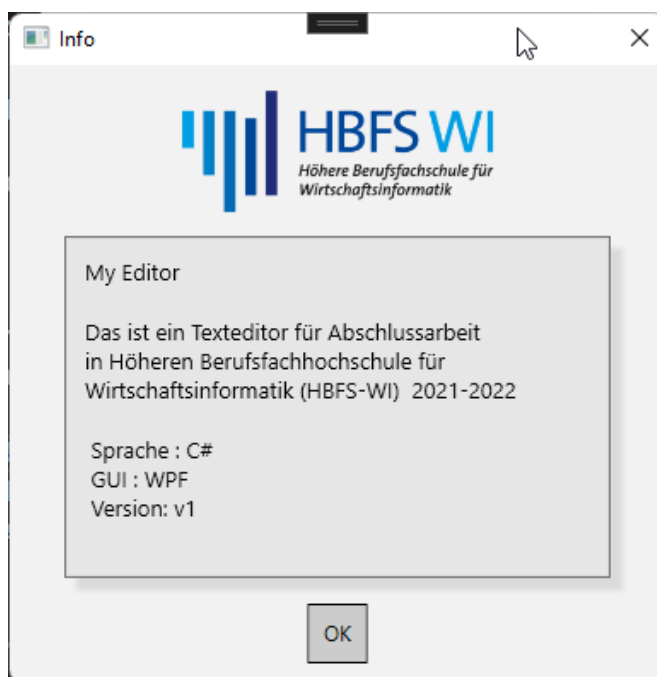 Info
HBFS WI
Höhere Berufsfachschule für
Wirtschaftsinformatik
My Editor
Das ist ein Texteditor für Abschlussarbeit
in Höheren Berufsfachhochschule für
Wirtschaftsinformatik (HBFS-WI)  2021-2022
Sprache : C#
GUI : WPF
Version: v1
OK